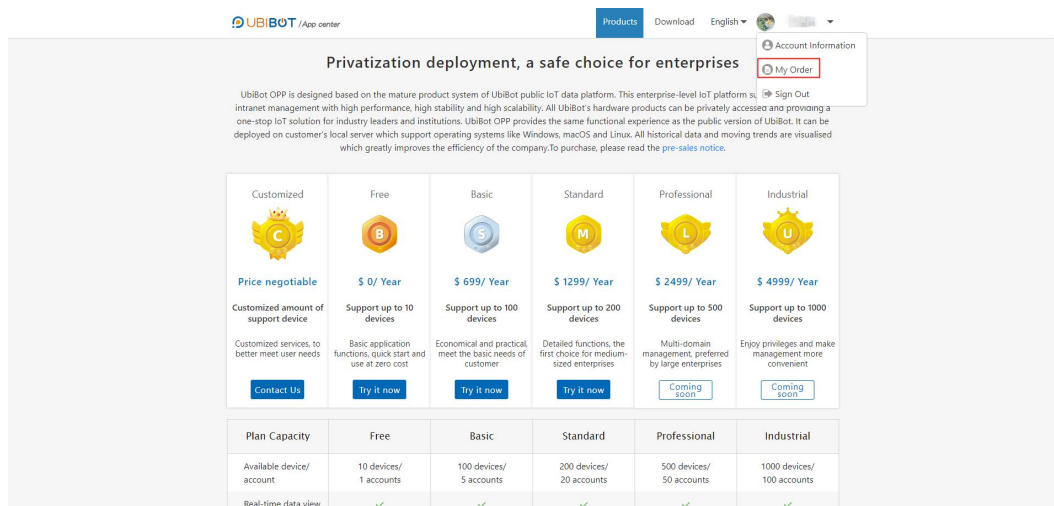 UBIBOT /App center
Products
Download
English
Account Information
My Order
Sign Out
Privatization deployment, a safe choice for enterprises
UbiBot OPP is designed based on the mature product system of UbiBot public IoT data platform. This enterprise-level IoT platform su
intranet management with high performance, high stability and high scalability. All UbiBot's hardware products can be privately accessed and providing a
one-stop IoT solution for industry leaders and institutions. UbiBot OPP provides the same functional experience as the public version of UbiBot. It can be
deployed on customer's local server which support operating systems like Windows, macOS and Linux. All historical data and moving trends are visualised
which greatly improves the efficiency of the company.To purchase, please read the pre-sales notice.
Customized
C
Price negotiable
Customized amount of
support device
Customized services, to
better meet user needs
Contact Us
Free
B
$ 0/ Year
Support up to 10
devices
Basic application
functions, quick start and
use at zero cost
Try it now
Basic
S
$ 699/ Year
Support up to 100
devices
Economical and practical,
meet the basic needs of
customer
Try it now
Standard
M
$ 1299/ Year
Support up to 200
devices
Detailed functions, the
first choice for medium-
sized enterprises
Try it now
Professional
L
$ 2499/ Year
Support up to 500
devices
Multi-domain
management, preferred
by large enterprises
Coming
soon
Industrial
U
$ 4999/ Year
Support up to 1000
devices
Enjoy privileges and make
management more
convenient
Coming
soon
Plan Capacity
Free
Basic
Standard
Professional
Industrial
Available device/
account
10 devices/
1 accounts
100 devices/
5 accounts
200 devices/
20 accounts
500 devices/
50 accounts
1000 devices/
100 accounts
Real-time data view